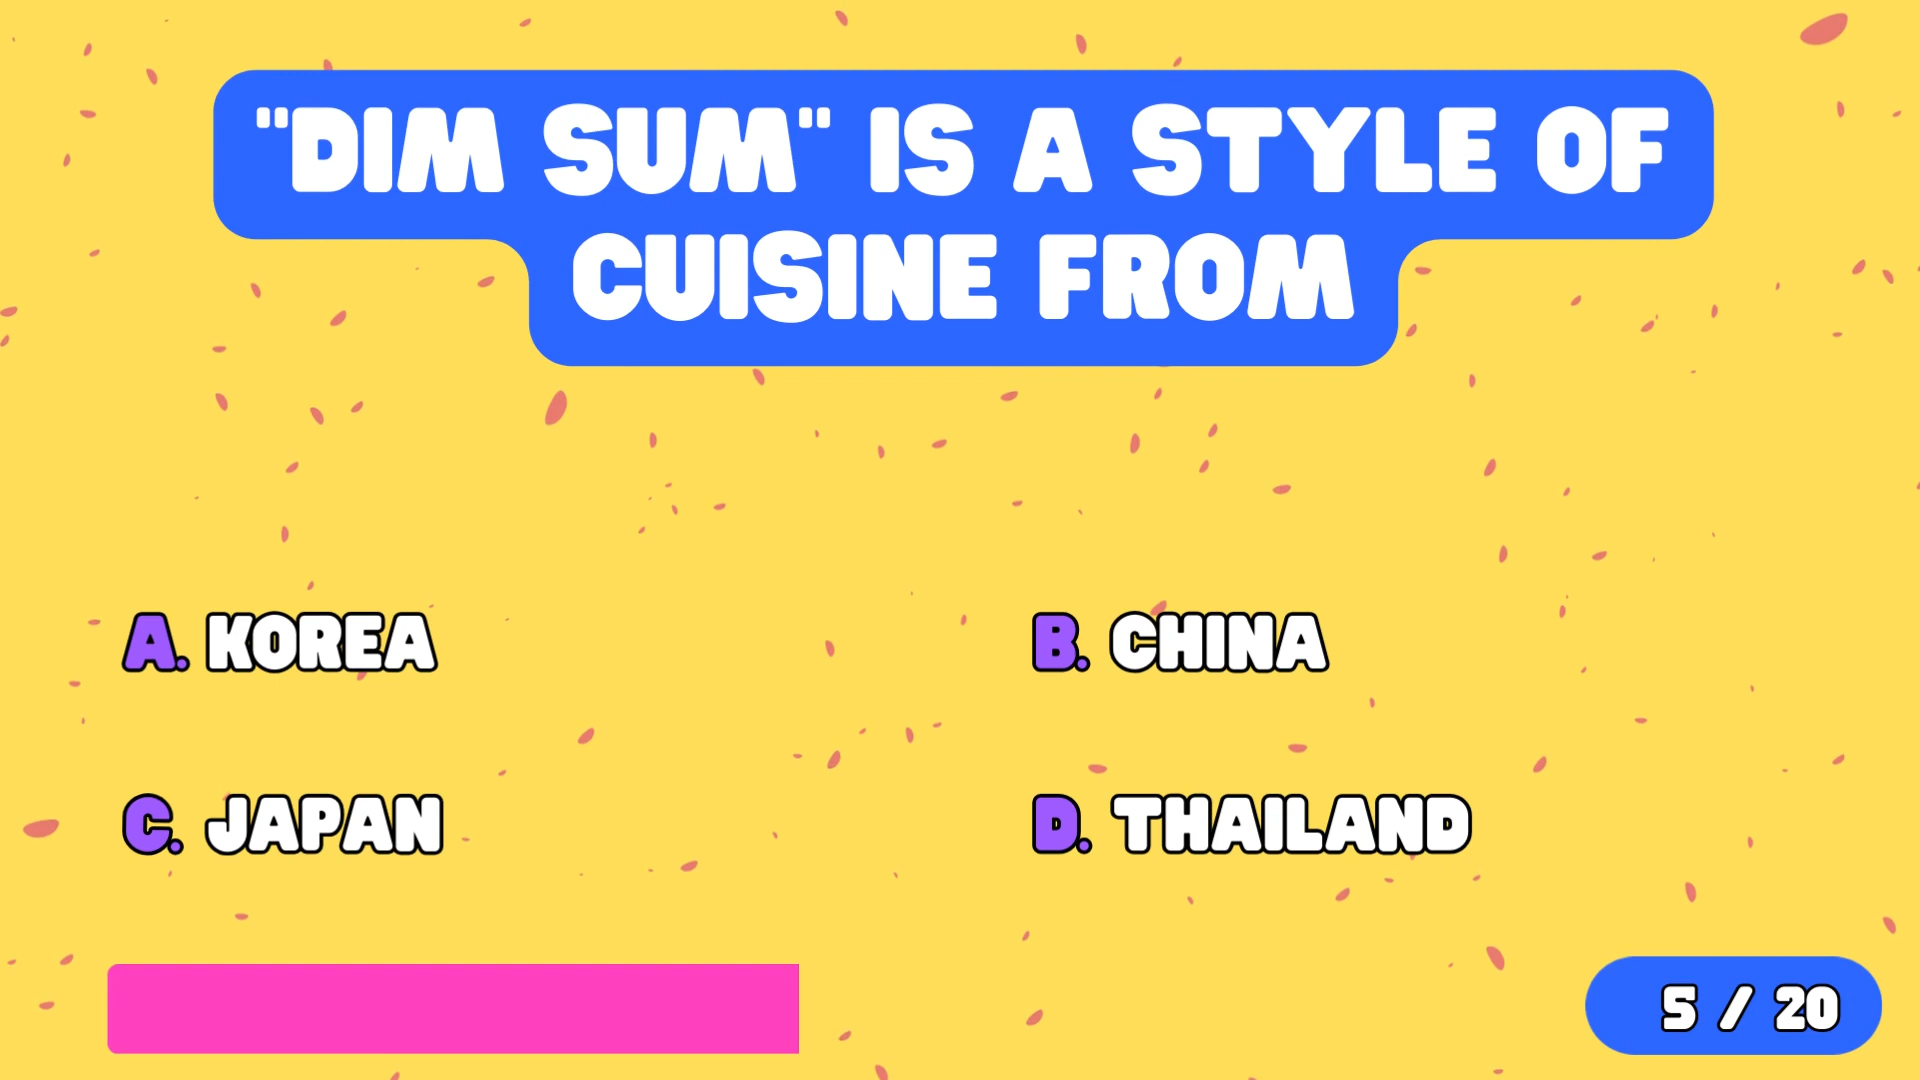 "DIM SUM" IS A STYLE OF
CUISINE FROM
A. KOREA
B. CHINA
C. JAPAN
D. THAILAND
5 / 20